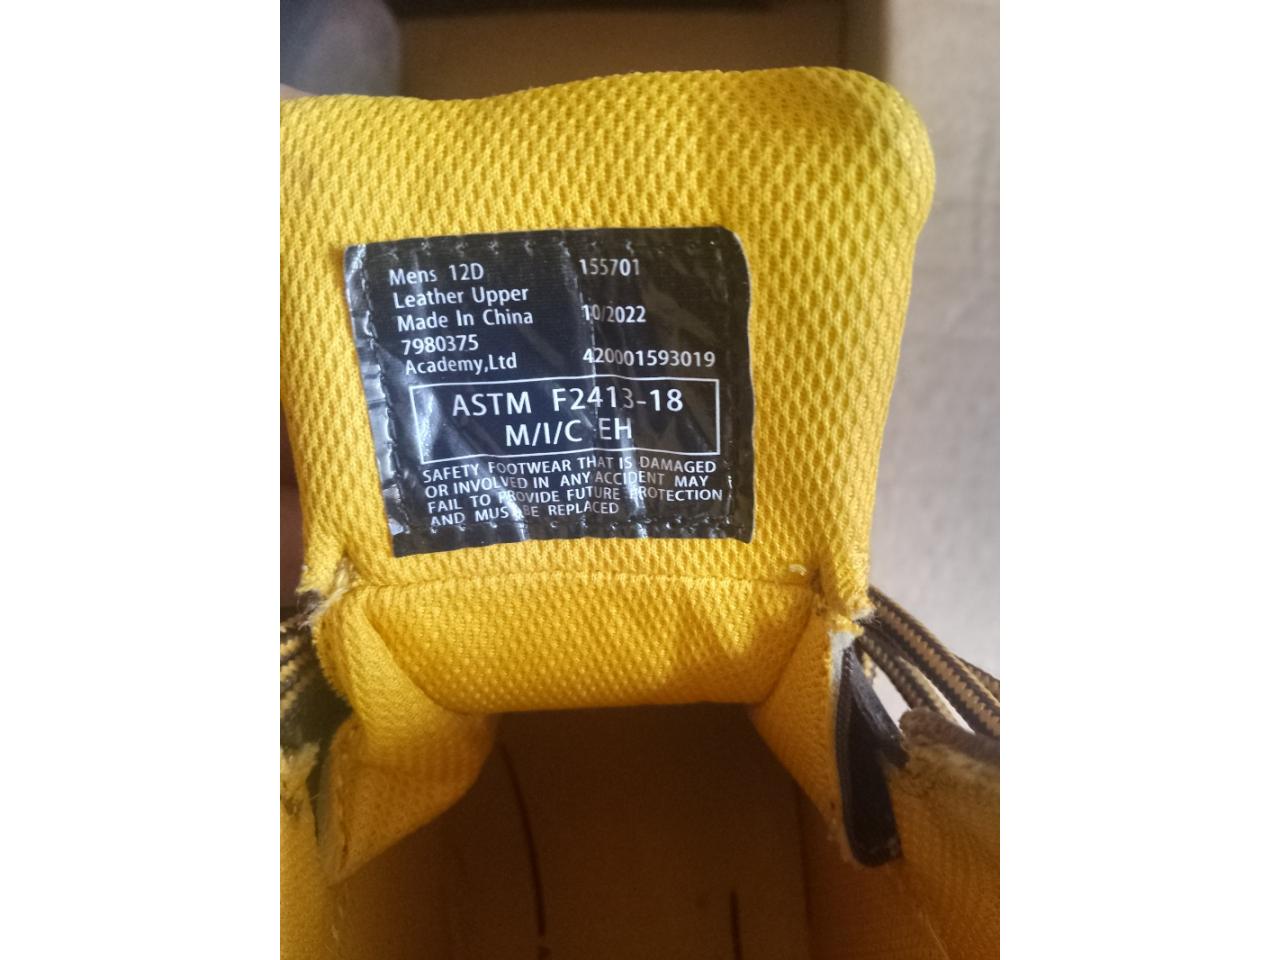 Mens 12D 155701
Leather Upper
Made In China 10/2022
7980375
Academy,Ltd 420001593019
ASTM F2413-18
M/I/C EH
SAFETY FOOTWEAR THAT IS DAMAGED
OR INVOLVED IN ANY ACCIDENT MAY
FAIL TO PROVIDE FUTURE PROTECTION
AND MUST BE REPLACED